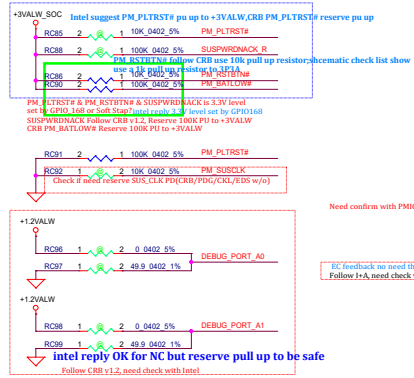 +3VALW_SOC
Intel suggest PM_PLTRST# pu up to +3VALW,CRB PM_PLTRST# reserve pu up
RC85 2 1 10K_0402_5% PM_PLTRST#
RC88 2 1 100K_0402_5% SUSPWRDNACK_R
PM_RSTBTN# follow CRB use 10k pull up resistor;shcematic check list show
use a 1k pull up resistor to 3P3A
RC86 2 1 10K_0402_5% PM_RSTBTN#
RC90 2 1 100K_0402_5% PM_BATLOW#
PM_PLTRST# & PM_RSTBTN# & SUSPWRDNACK is 3.3V level
set by GPIO_168 or Soft Stap?intel reply 3.3V level set by GPIO168
SUSPWRDNACK Follow CRB v1.2, Reserve 100K PU to +3VALW
CRB PM_BATLOW# Reserve 100K PU to +3VALW
RC91 1 2 100K_0402_5% PM_PLTRST#
RC92 1 2 10K_0402_5% PM_SUSCLK
Check if need reserve SUS_CLK PD(CRB/PDG/CKL/EDS w/o)
Need confirm with PMIC
+1.2VALW
RC96 1 2 0_0402_5%
DEBUG_PORT_A0
RC97 1 2 49.9_0402_1%
EC feedback no need th
Follow I+A, need check
+1.2VALW
RC98 1 2 0_0402_5%
DEBUG_PORT_A1
RC99 1 2 49.9_0402_1%
intel reply OK for NC but reserve pull up to be safe
Follow CRB v1.2, need check with Intel